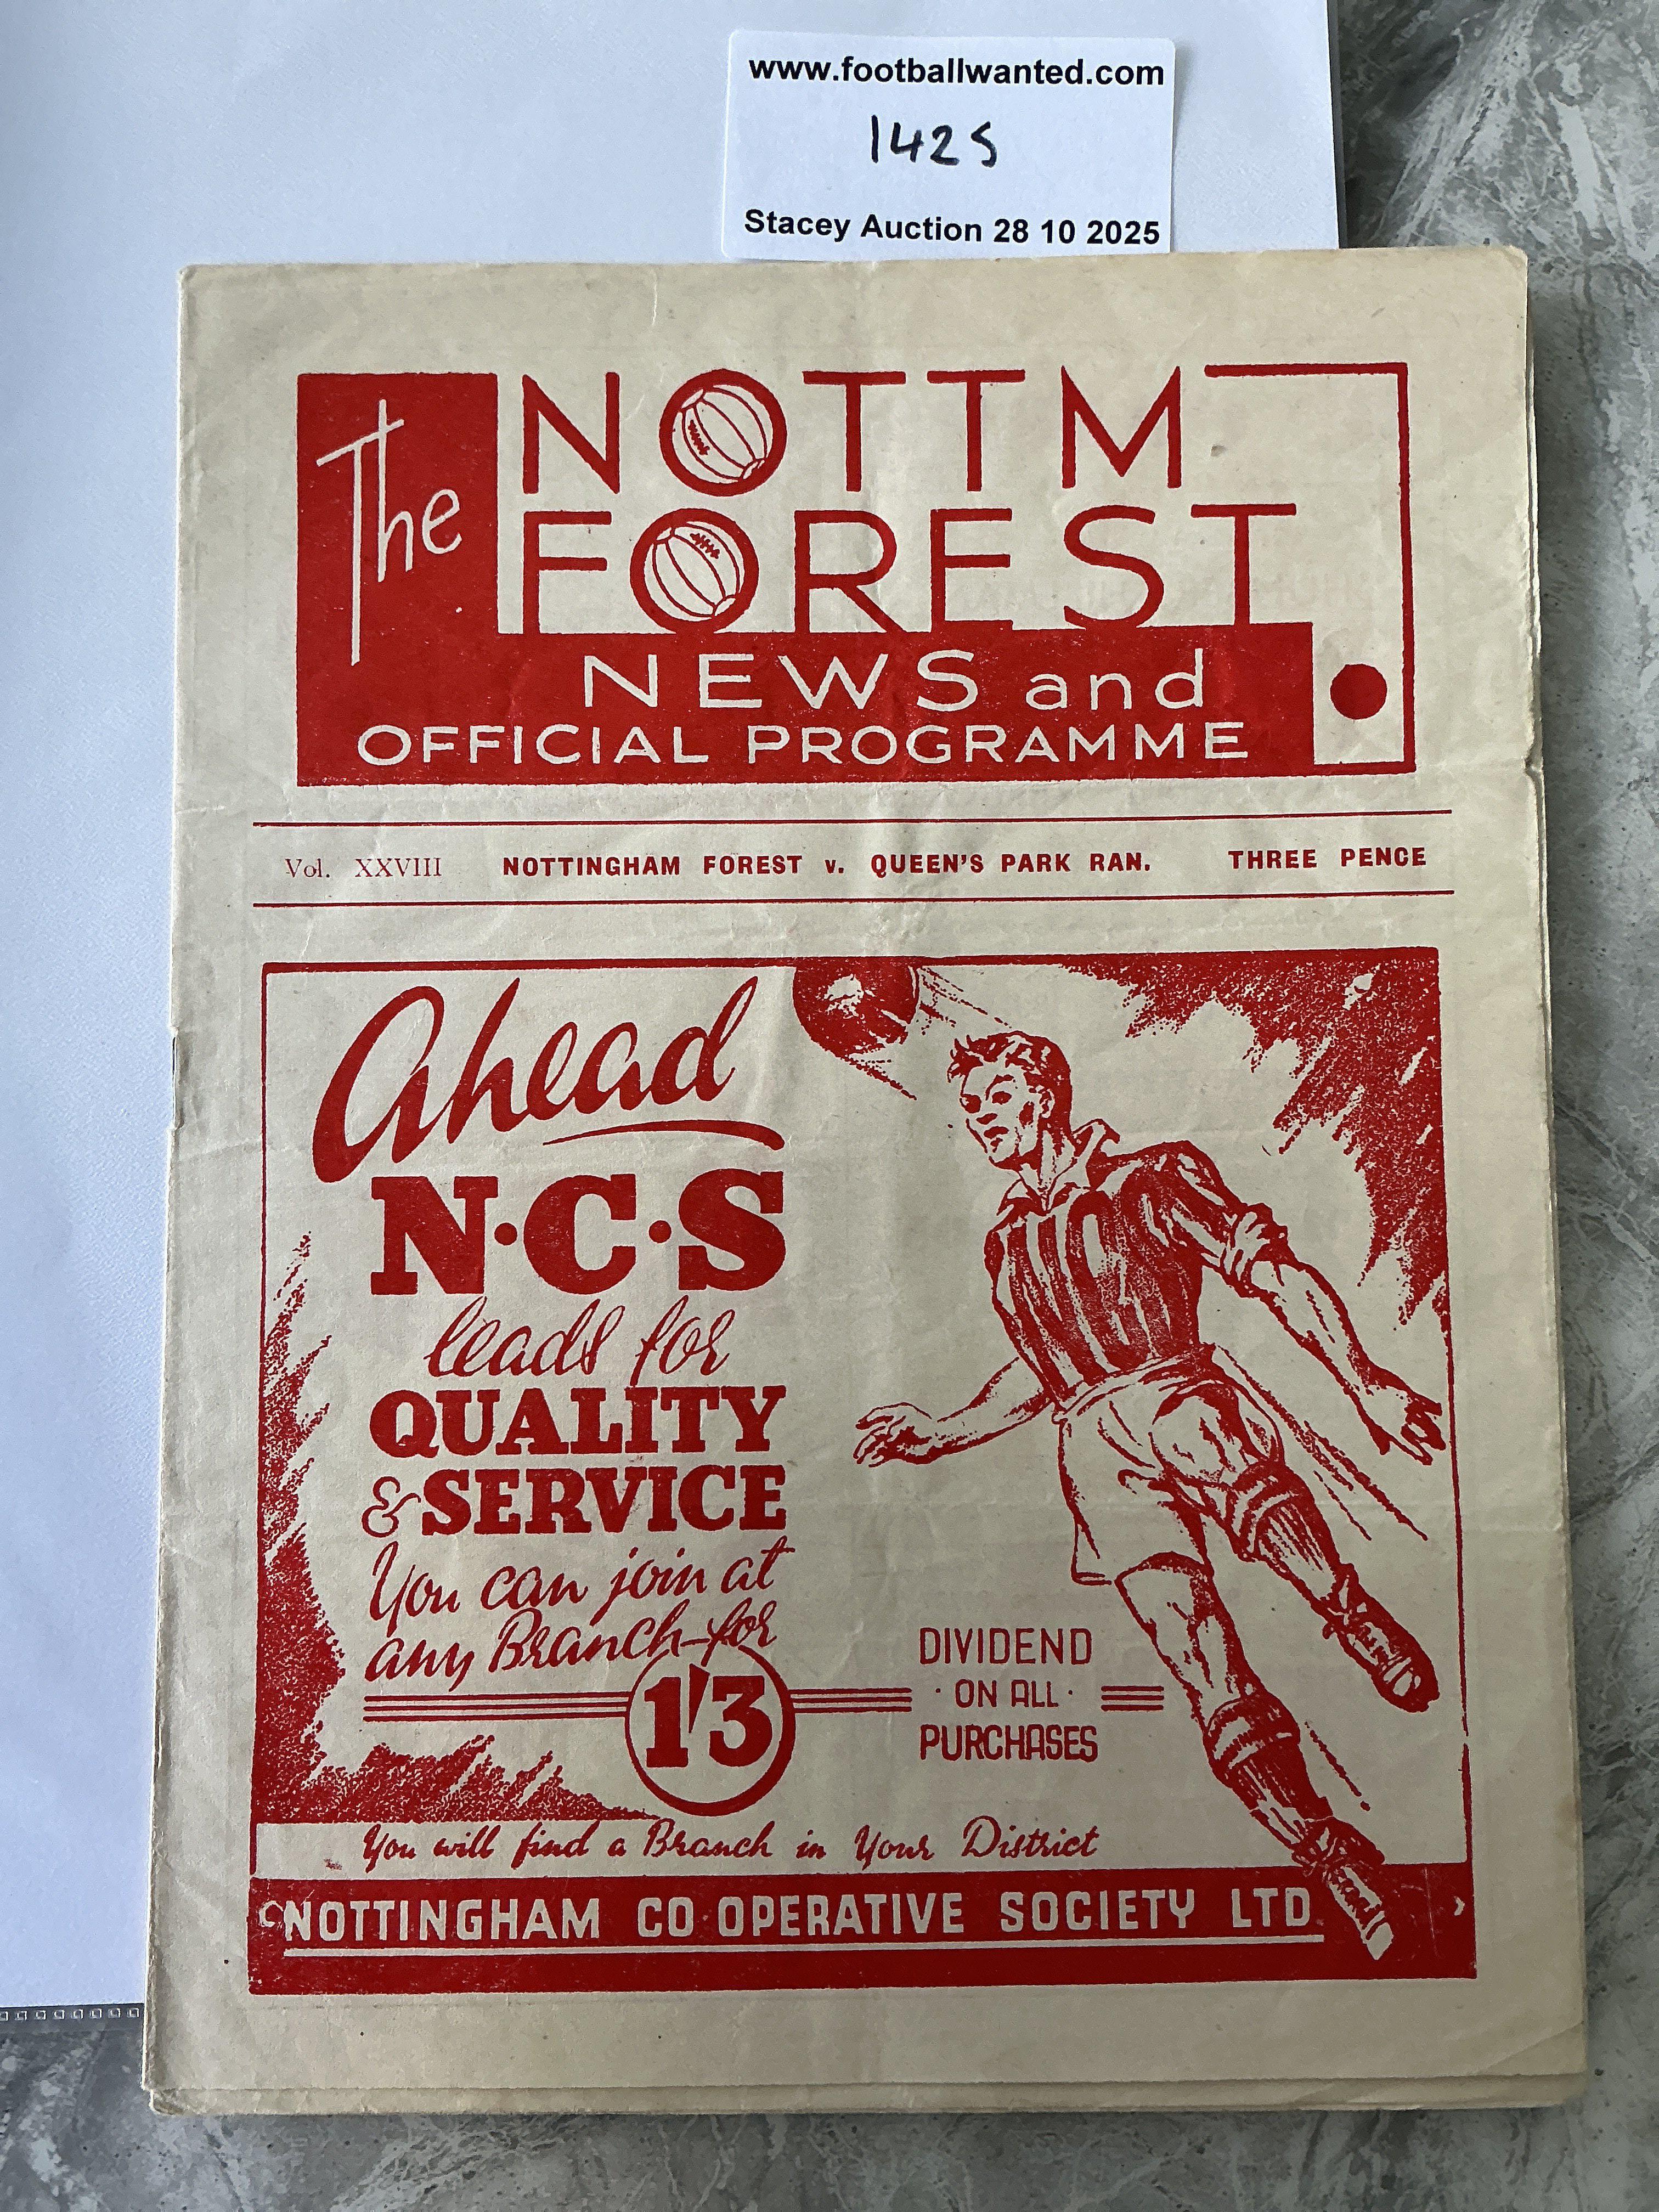 www.footballwanted.com
1425
Stacey Auction 28 10 2025
The NOTTM
FOREST
NEWS and
OFFICIAL PROGRAMME
Vol. XXVIII NOTTINGHAM FOREST v. QUEEN'S PARK RAN. THREE PENCE
Ahead
N·C·S
leads for
QUALITY
& SERVICE
You can join at
any Branch-for
1'3
DIVIDEND
· ON ALL ·
PURCHASES
You will find a Branch in Your District
NOTTINGHAM CO-OPERATIVE SOCIETY LTD